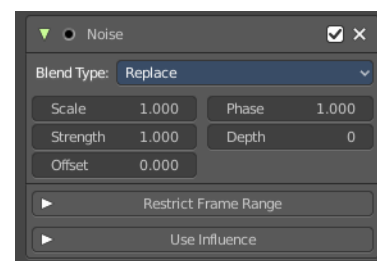 Noise
Blend Type: Replace
Scale 1.000 Phase 1.000
Strength 1.000 Depth 0
Offset 0.000
Restrict Frame Range
Use Influence